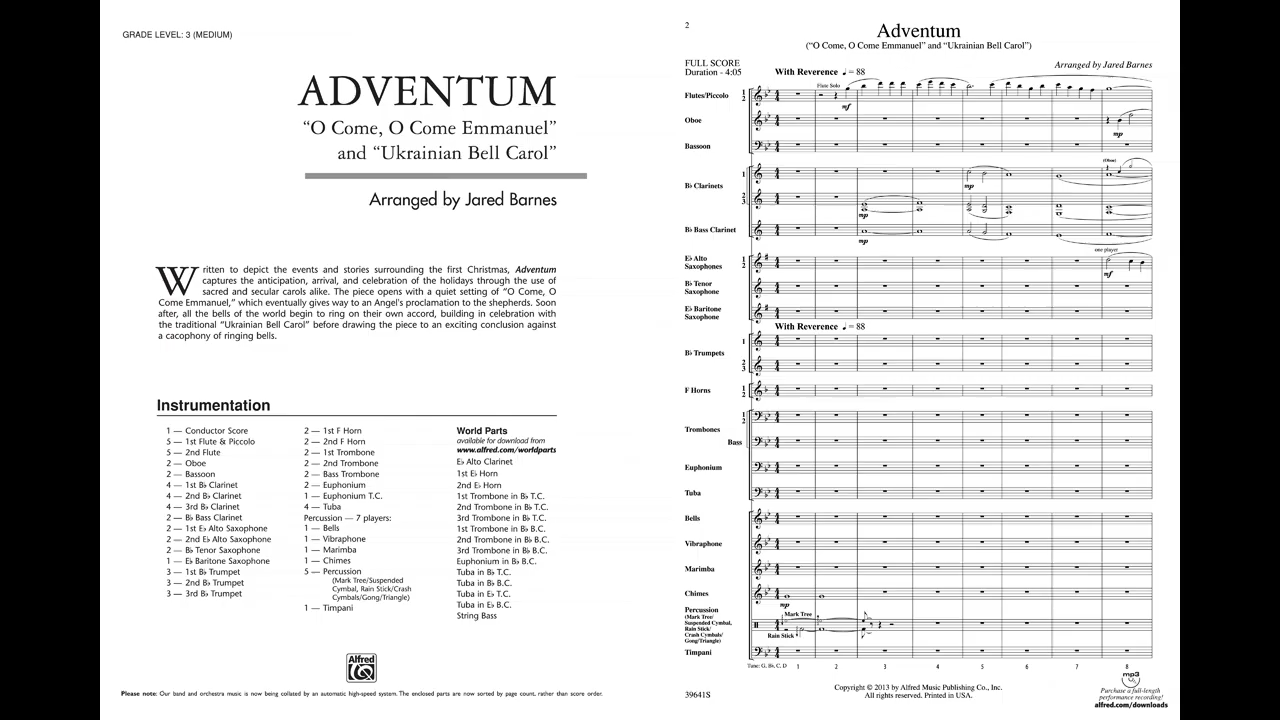 GRADE LEVEL: 3 (MEDIUM)
ADVENTUM
“O Come, O Come Emmanuel”
and “Ukrainian Bell Carol”
Arranged by Jared Barnes
Written to depict the events and stories surrounding the first Christmas, Adventum
captures the anticipation, arrival, and celebration of the holidays through the use of
sacred and secular carols alike. The piece opens with a quiet setting of “O Come, O
Come Emmanuel,” which eventually gives way to an Angel's proclamation to the shepherds. Soon
after, all the bells of the world begin to ring on their own accord, building in celebration with
the traditional “Ukrainian Bell Carol” before drawing the piece to an exciting conclusion against
a cacophony of ringing bells.
Instrumentation
1 — Conductor Score
5 — 1st Flute & Piccolo
5 — 2nd Flute
2 — Oboe
2 — Bassoon
4 — 1st B♭ Clarinet
4 — 2nd B♭ Clarinet
4 — 3rd B♭ Clarinet
2 — B♭ Bass Clarinet
2 — 1st E♭ Alto Saxophone
2 — 2nd E♭ Alto Saxophone
2 — B♭ Tenor Saxophone
1 — E♭ Baritone Saxophone
3 — 1st B♭ Trumpet
3 — 2nd B♭ Trumpet
3 — 3rd B♭ Trumpet
2 — 1st F Horn
2 — 2nd F Horn
2 — 1st Trombone
2 — 2nd Trombone
2 — Bass Trombone
2 — Euphonium
1 — Euphonium T.C.
4 — Tuba
Percussion — 7 players:
1 — Bells
1 — Vibraphone
1 — Marimba
1 — Chimes
5 — Percussion
(Mark Tree/Suspended
Cymbal, Rain Stick/Crash
Cymbals/Gong/Triangle)
1 — Timpani
World Parts
available for download from
www.alfred.com/worldparts
E♭ Alto Clarinet
1st E♭ Horn
2nd E♭ Horn
1st Trombone in B♭ T.C.
2nd Trombone in B♭ T.C.
3rd Trombone in B♭ T.C.
1st Trombone in B♭ B.C.
2nd Trombone in B♭ B.C.
3rd Trombone in B♭ B.C.
Euphonium in B♭ B.C.
Tuba in B♭ T.C.
Tuba in B♭ B.C.
Tuba in E♭ T.C.
Tuba in E♭ B.C.
String Bass
Alfred
Please note: Our band and orchestra music is now being collated by an automatic high-speed system. The enclosed parts are now sorted by page count, rather than score order.
2
Adventum
(“O Come, O Come Emmanuel” and “Ukrainian Bell Carol”)
FULL SCORE
Duration - 4:05
Arranged by Jared Barnes
With Reverence ♩ = 88
Flute Solo
Flutes/Piccolo 1 2
mf
Oboe
mp
Bassoon
(Oboe)
B♭ Clarinets 1
mp
2 3
mp
B♭ Bass Clarinet
mp
one player
E♭ Alto
Saxophones 1 2
mf
B♭ Tenor
Saxophone
E♭ Baritone
Saxophone
With Reverence ♩ = 88
B♭ Trumpets 1
2 3
F Horns 1 2
Trombones 1 2
Bass
Euphonium
Tuba
Bells
Vibraphone
Marimba
Chimes
mp
Percussion
(Mark Tree/
Suspended Cymbal,
Rain Stick/
Crash Cymbals/
Gong/Triangle)
Mark Tree
Rain Stick
Timpani
Tune: G, B♭, C, D
1 2 3 4 5 6 7 8
39641S
Copyright © 2013 by Alfred Music Publishing Co., Inc.
All rights reserved. Printed in USA.
mp3
Purchase a full-length
performance recording!
alfred.com/downloads